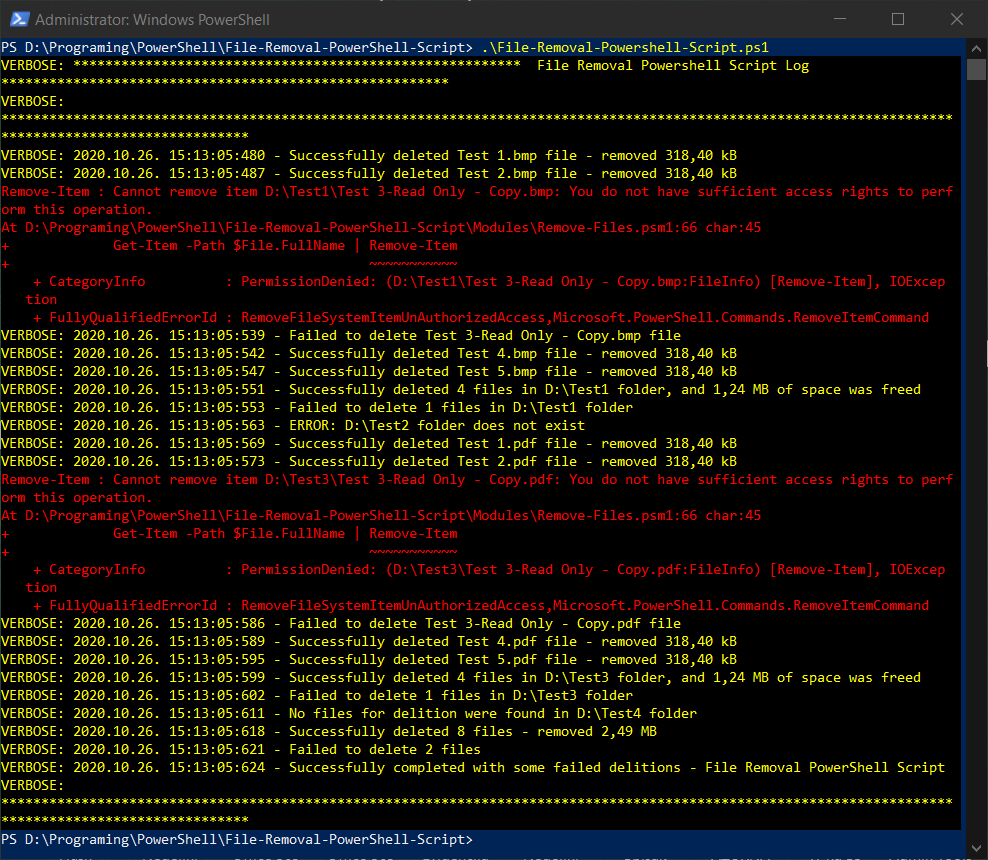 Administrator: Windows PowerShell
PS D:\Programing\PowerShell\File-Removal-PowerShell-Script> .\File-Removal-Powershell-Script.ps1
VERBOSE: ******************************************************** File Removal Powershell Script Log
********************************************************
VERBOSE:
***********************************************************************************************************************
*******************************
VERBOSE: 2020.10.26. 15:13:05:480 - Successfully deleted Test 1.bmp file - removed 318,40 kB
VERBOSE: 2020.10.26. 15:13:05:487 - Successfully deleted Test 2.bmp file - removed 318,40 kB
Remove-Item : Cannot remove item D:\Test1\Test 3-Read Only - Copy.bmp: You do not have sufficient access rights to perf
orm this operation.
At D:\Programing\PowerShell\File-Removal-PowerShell-Script\Modules\Remove-Files.psm1:66 char:45
+             Get-Item -Path $File.FullName | Remove-Item
+                                             ~~~~~~~~~~~
    + CategoryInfo          : PermissionDenied: (D:\Test1\Test 3-Read Only - Copy.bmp:FileInfo) [Remove-Item], IOExcep
   tion
    + FullyQualifiedErrorId : RemoveFileSystemItemUnAuthorizedAccess,Microsoft.PowerShell.Commands.RemoveItemCommand
VERBOSE: 2020.10.26. 15:13:05:539 - Failed to delete Test 3-Read Only - Copy.bmp file
VERBOSE: 2020.10.26. 15:13:05:542 - Successfully deleted Test 4.bmp file - removed 318,40 kB
VERBOSE: 2020.10.26. 15:13:05:547 - Successfully deleted Test 5.bmp file - removed 318,40 kB
VERBOSE: 2020.10.26. 15:13:05:551 - Successfully deleted 4 files in D:\Test1 folder, and 1,24 MB of space was freed
VERBOSE: 2020.10.26. 15:13:05:553 - Failed to delete 1 files in D:\Test1 folder
VERBOSE: 2020.10.26. 15:13:05:563 - ERROR: D:\Test2 folder does not exist
VERBOSE: 2020.10.26. 15:13:05:569 - Successfully deleted Test 1.pdf file - removed 318,40 kB
VERBOSE: 2020.10.26. 15:13:05:573 - Successfully deleted Test 2.pdf file - removed 318,40 kB
Remove-Item : Cannot remove item D:\Test3\Test 3-Read Only - Copy.pdf: You do not have sufficient access rights to perf
orm this operation.
At D:\Programing\PowerShell\File-Removal-PowerShell-Script\Modules\Remove-Files.psm1:66 char:45
+             Get-Item -Path $File.FullName | Remove-Item
+                                             ~~~~~~~~~~~
    + CategoryInfo          : PermissionDenied: (D:\Test3\Test 3-Read Only - Copy.pdf:FileInfo) [Remove-Item], IOExcep
   tion
    + FullyQualifiedErrorId : RemoveFileSystemItemUnAuthorizedAccess,Microsoft.PowerShell.Commands.RemoveItemCommand
VERBOSE: 2020.10.26. 15:13:05:586 - Failed to delete Test 3-Read Only - Copy.pdf file
VERBOSE: 2020.10.26. 15:13:05:589 - Successfully deleted Test 4.pdf file - removed 318,40 kB
VERBOSE: 2020.10.26. 15:13:05:595 - Successfully deleted Test 5.pdf file - removed 318,40 kB
VERBOSE: 2020.10.26. 15:13:05:599 - Successfully deleted 4 files in D:\Test3 folder, and 1,24 MB of space was freed
VERBOSE: 2020.10.26. 15:13:05:602 - Failed to delete 1 files in D:\Test3 folder
VERBOSE: 2020.10.26. 15:13:05:611 - No files for delition were found in D:\Test4 folder
VERBOSE: 2020.10.26. 15:13:05:618 - Successfully deleted 8 files - removed 2,49 MB
VERBOSE: 2020.10.26. 15:13:05:621 - Failed to delete 2 files
VERBOSE: 2020.10.26. 15:13:05:624 - Successfully completed with some failed delitions - File Removal PowerShell Script
VERBOSE:
***********************************************************************************************************************
*******************************
PS D:\Programing\PowerShell\File-Removal-PowerShell-Script>